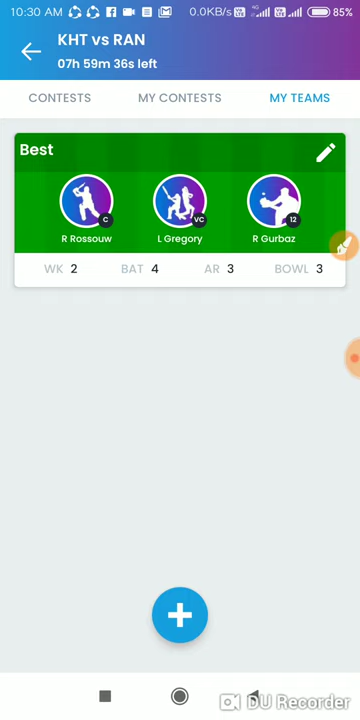 10:30 AM 0.0KB/s 4G 85%
KHT vs RAN
07h 59m 36s left
CONTESTS MY CONTESTS MY TEAMS
Best
C VC 12
R Rossouw L Gregory R Gurbaz
WK 2 BAT 4 AR 3 BOWL 3
DU Recorder